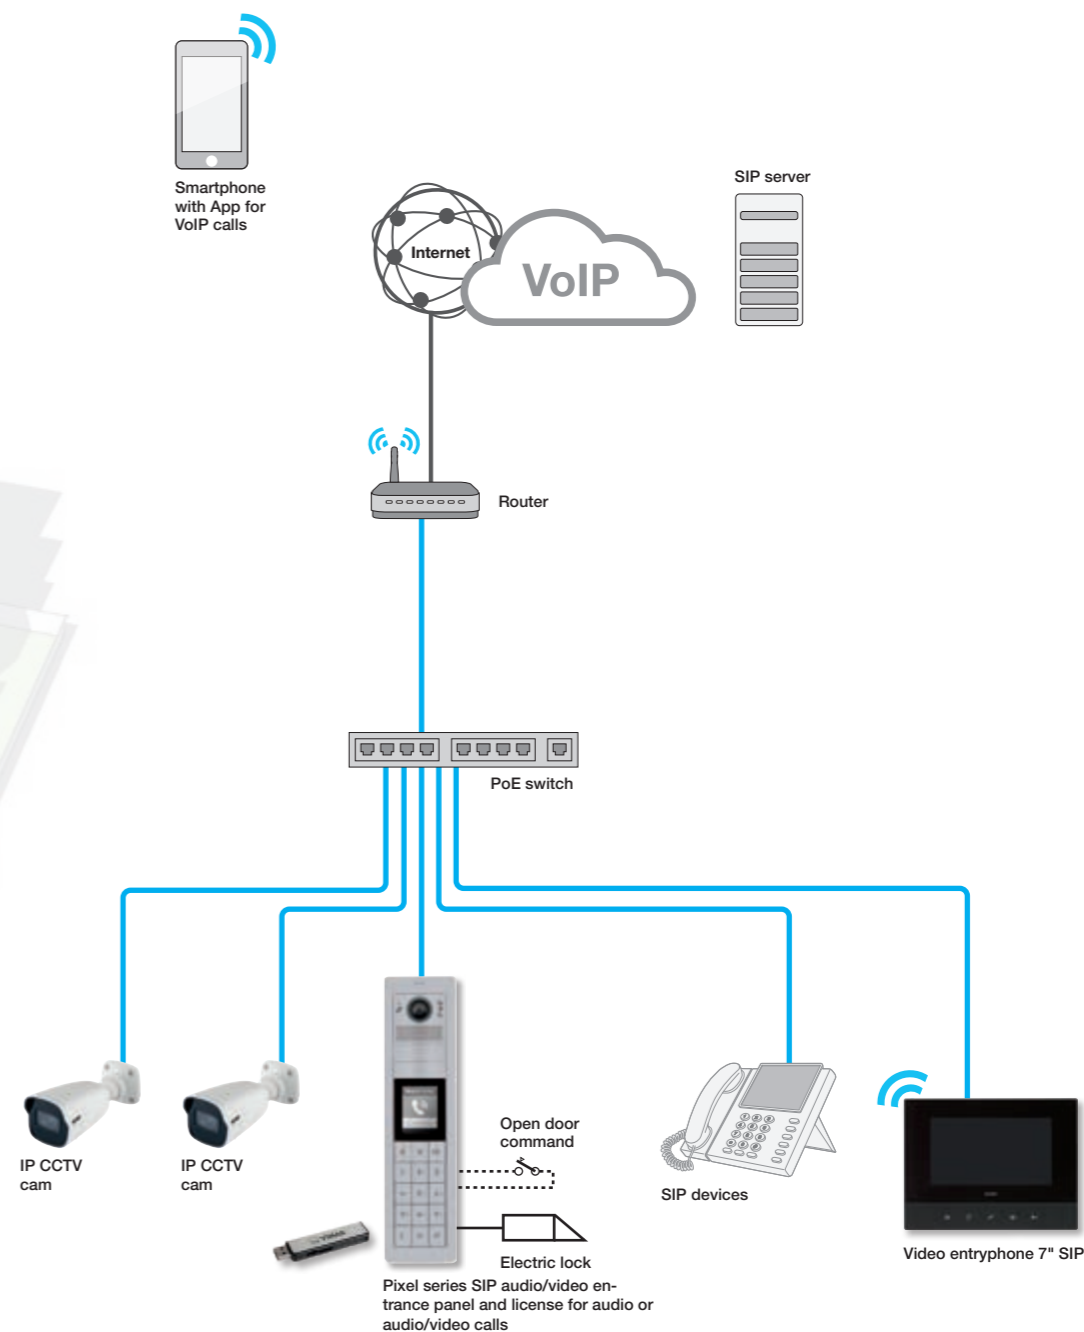 SIP server
Smartphone
with App for
VoIP calls
Internet
VoIP
Router
PoE switch
Open door
command
IP CCTV
cam
IP CCTV
cam
SIP devices
Electric lock
Video entryphone 7" SIP
Pixel series SIP audio/video en-
trance panel and license for audio or
audio/video calls